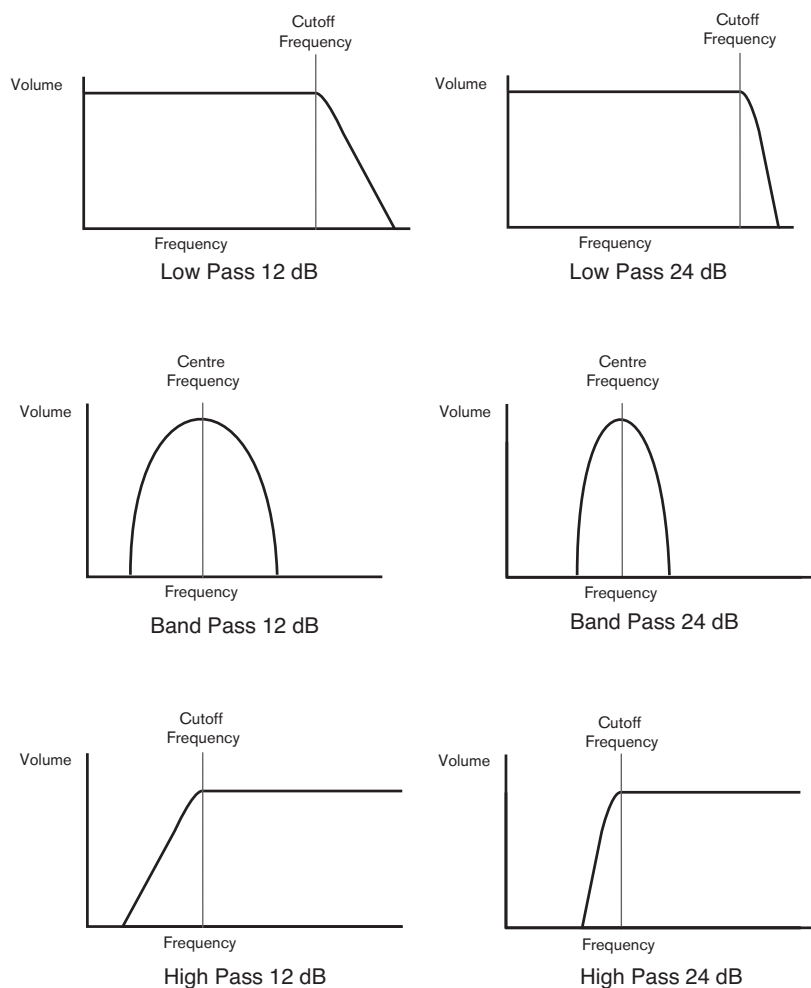 Cutoff
Frequency
Volume
Frequency
Low Pass 12 dB
Cutoff
Frequency
Volume
Frequency
Low Pass 24 dB
Centre
Frequency
Volume
Frequency
Band Pass 12 dB
Centre
Frequency
Volume
Frequency
Band Pass 24 dB
Cutoff
Frequency
Volume
Frequency
High Pass 12 dB
Cutoff
Frequency
Volume
Frequency
High Pass 24 dB